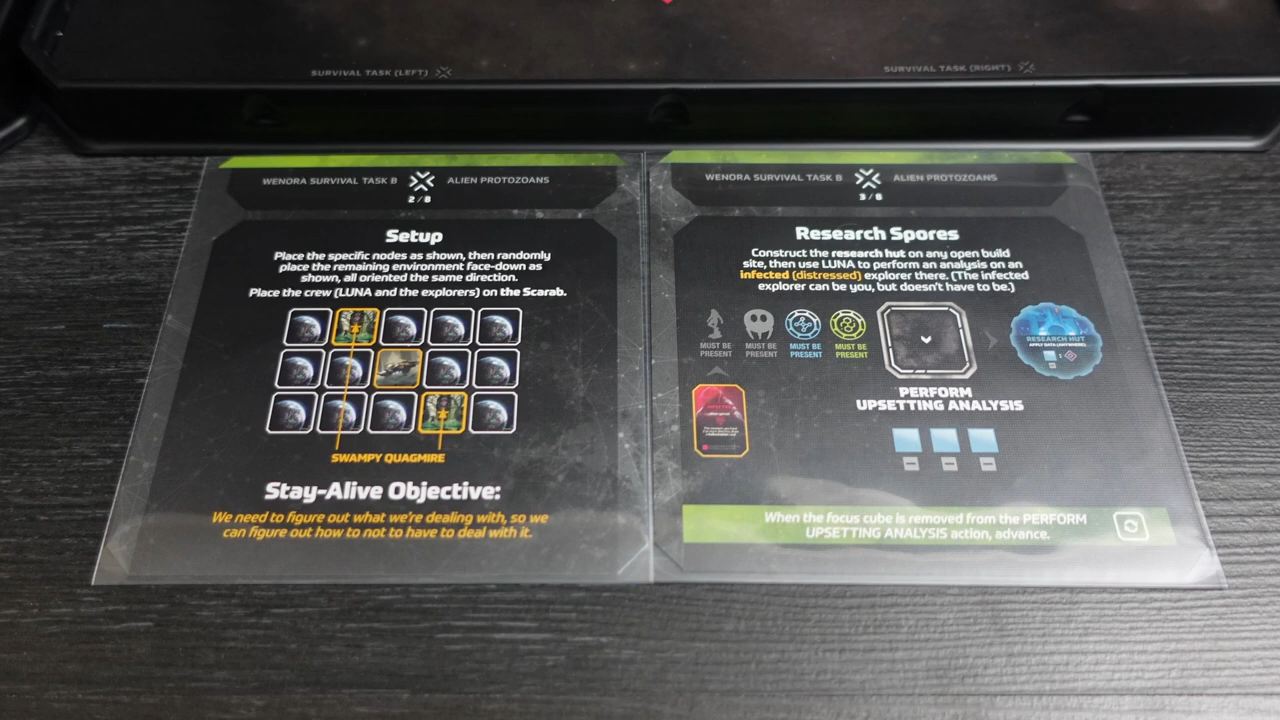 SURVIVAL TASK (LEFT)
SURVIVAL TASK (RIGHT)
WENORA SURVIVAL TASK B
ALIEN PROTOZOANS
2/8
Setup
Place the specific nodes as shown, then randomly
place the remaining environment face-down as
shown, all oriented the same direction.
Place the crew (LUNA and the explorers) on the Scarab.
SWAMPY QUAGMIRE
Stay-Alive Objective:
We need to figure out what we're dealing with, so we
can figure out how to not to have to deal with it.
WENORA SURVIVAL TASK B
ALIEN PROTOZOANS
3/8
Research Spores
Construct the research hut on any open build
site, then use LUNA to perform an analysis on an
infected (distressed) explorer there. (The infected
explorer can be you, but doesn't have to be.)
MUST BE
PRESENT
MUST BE
PRESENT
MUST BE
PRESENT
MUST BE
PRESENT
RESEARCH HUT
APPLY DATA (ANYWHERE)
PERFORM
UPSETTING ANALYSIS
When the focus cube is removed from the PERFORM
UPSETTING ANALYSIS action, advance.